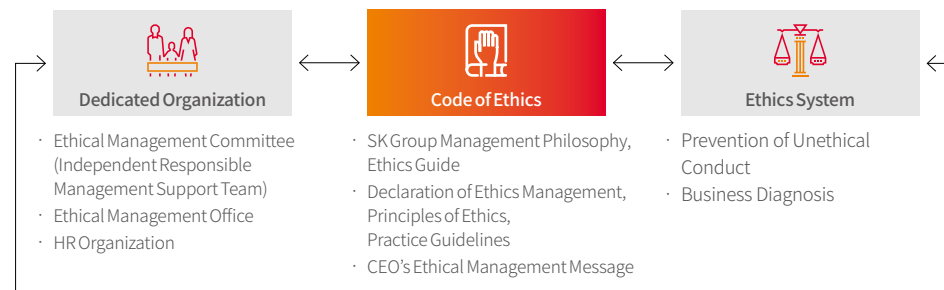 Dedicated Organization
· Ethical Management Committee
(Independent Responsible
Management Support Team)
· Ethical Management Office
· HR Organization
Code of Ethics
· SK Group Management Philosophy,
Ethics Guide
· Declaration of Ethics Management,
Principles of Ethics,
Practice Guidelines
· CEO’s Ethical Management Message
Ethics System
· Prevention of Unethical
Conduct
· Business Diagnosis